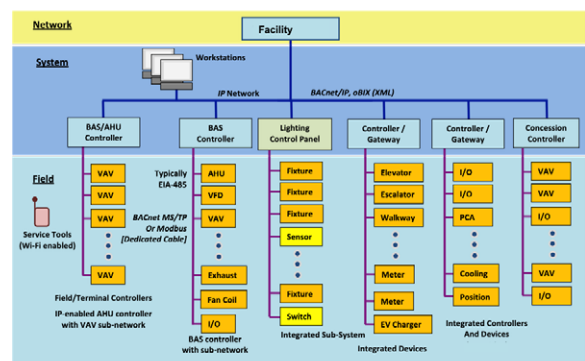 Network
Facility
System
Workstations
IP Network
BACnet/IP, oBIX (XML)
BAS/AHU
Controller
BAS
Controller
Lighting
Control Panel
Controller /
Gateway
Controller /
Gateway
Concession
Controller
Field
Service Tools
(Wi-Fi enabled)
VAV
VAV
VAV
VAV
Field/Terminal Controllers
IP-enabled AHU controller
with VAV sub-network
Typically
EIA-485
BACnet MS/TP
Or Modbus
[Dedicated Cable]
AHU
VFD
VAV
Exhaust
Fan Coil
I/O
BAS controller
with sub-network
Fixture
Fixture
Fixture
Sensor
Fixture
Switch
Integrated Sub-System
Elevator
Escalator
Walkway
Meter
Meter
EV Charger
Integrated Devices
I/O
I/O
PCA
Cooling
Position
Integrated Controllers
And Devices
VAV
VAV
I/O
VAV
I/O